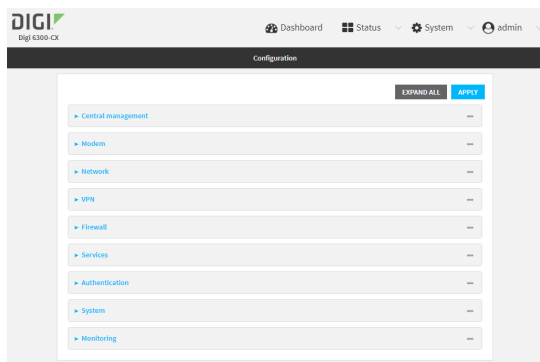 DIGI
Digi 6300-CX
Dashboard
Status
System
admin
Configuration
EXPAND ALL
APPLY
Central management
Modem
Network
VPN
Firewall
Services
Authentication
System
Monitoring